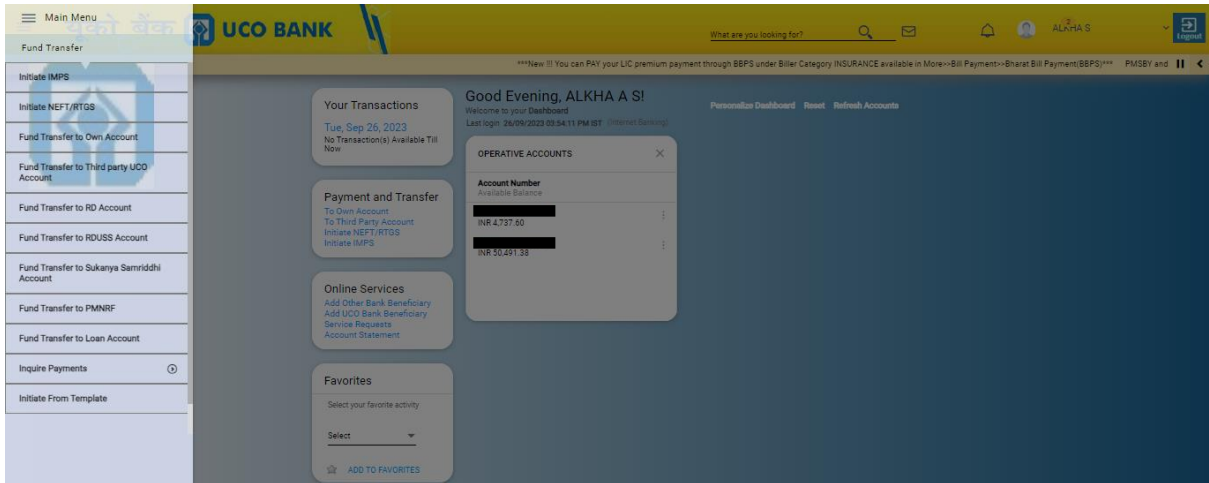 Main Menu
यूको बैंक
UCO BANK
What are you looking for?
2
ALKHA S
Logout
Fund Transfer
***New !!! You can PAY your LIC premium payment through BBPS under Biller Category INSURANCE available in More>>Bill Payment>>Bharat Bill Payment(BBPS)*** PMSBY and
Initiate IMPS
Initiate NEFT/RTGS
Fund Transfer to Own Account
Fund Transfer to Third party UCO
Account
Fund Transfer to RD Account
Fund Transfer to RDUSS Account
Fund Transfer to Sukanya Samriddhi
Account
Fund Transfer to PMNRF
Fund Transfer to Loan Account
Inquire Payments
Initiate From Template
Your Transactions
Tue, Sep 26, 2023
No Transaction(s) Available Till
Now
Payment and Transfer
To Own Account
To Third Party Account
Initiate NEFT/RTGS
Initiate IMPS
Online Services
Add Other Bank Beneficiary
Add UCO Bank Beneficiary
Service Requests
Account Statement
Favorites
Select your favorite activity
Select
ADD TO FAVORITES
Good Evening, ALKHA A S!
Welcome to your Dashboard
Last login 26/09/2023 03:54:11 PM IST (Internet Banking)
Personalize Dashboard Reset Refresh Accounts
OPERATIVE ACCOUNTS
Account Number
Available Balance
INR 4,737.60
INR 50,491.38